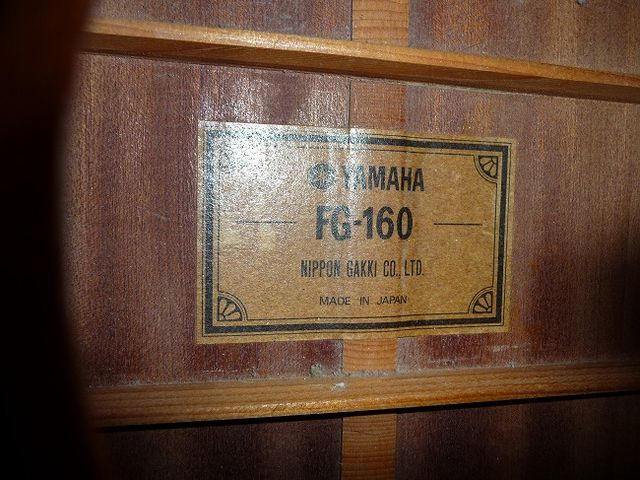 YAMAHA
FG-160
NIPPON GAKKI CO., LTD.
MADE IN JAPAN